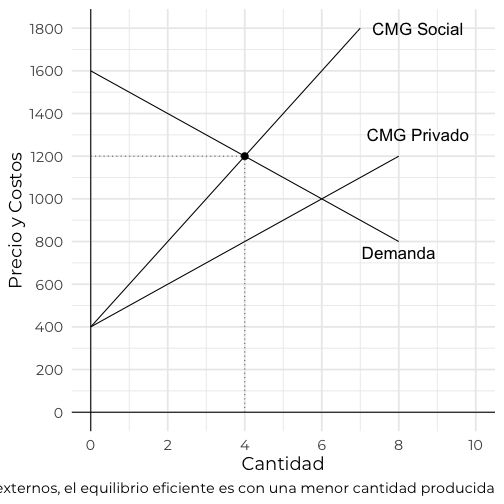 1800
CMG Social
1600
1400
CMG Privado
1200
1000
800
Demanda
600
400
200
0
Precio y Costos
0 2 4 6 8 10
Cantidad
externos, el equilibrio eficiente es con una menor cantidad producida